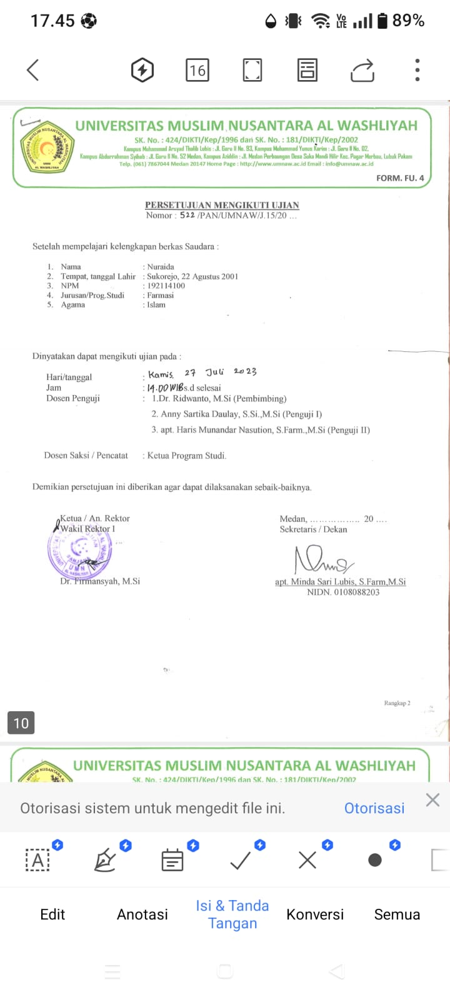 17.45
Vo
LTE
89%
16
UNIVERSITAS MUSLIM NUSANTARA AL WASHLIYAH
SK. No. : 424/DIKTI/Kep/1996 dan SK. No. : 181/DIKTI/Kep/2002
Kampus Muhammad Arsyad Thalib Lubis : Jl. Garu II No. 93, Kampus Muhammad Yunus Karim : Jl. Garu II No. 02,
Kampus Abdurrahman Syihab : Jl. Garu II No. 52 Medan, Kampus Aziddin : Jl. Medan Perbaungan Desa Suka Mandi Hilir Kec. Pagar Merbau, Lubuk Pakam
Telp. (061) 7867044 Medan 20147 Home Page : http://www.umnaw.ac.id Email : info@umnaw.ac.id
FORM. FU. 4
PERSETUJUAN MENGIKUTI UJIAN
Nomor : 522 /PAN/UMNAW/J.15/20 ...
Setelah mempelajari kelengkapan berkas Saudara :
1. Nama : Nuraida
2. Tempat, tanggal Lahir : Sukorejo, 22 Agustus 2001
3. NPM : 192114100
4. Jurusan/Prog.Studi : Farmasi
5. Agama : Islam
Dinyatakan dapat mengikuti ujian pada :
Hari/tanggal : Kamis, 27 Juli 2023
Jam : 14.00 WIB s.d selesai
Dosen Penguji : 1.Dr. Ridwanto, M.Si (Pembimbing)
2. Anny Sartika Daulay, S.Si.,M.Si (Penguji I)
3. apt. Haris Munandar Nasution, S.Farm.,M.Si (Penguji II)
Dosen Saksi / Pencatat : Ketua Program Studi.
Demikian persetujuan ini diberikan agar dapat dilaksanakan sebaik-baiknya.
Ketua / An. Rektor
Wakil Rektor I
Medan, ................ 20 ....
Sekretaris / Dekan
UMN
Dr. Firmansyah, M.Si
apt. Minda Sari Lubis, S.Farm,M.Si
NIDN. 0108088203
Rangkap 2
10
UNIVERSITAS MUSLIM NUSANTARA AL WASHLIYAH
SK. No. : 424/DIKTI/Kep/1996 dan SK. No. : 181/DIKTI/Kep/2002
Otorisasi sistem untuk mengedit file ini.
Otorisasi
A
Edit
Anotasi
Isi & Tanda
Tangan
Konversi
Semua